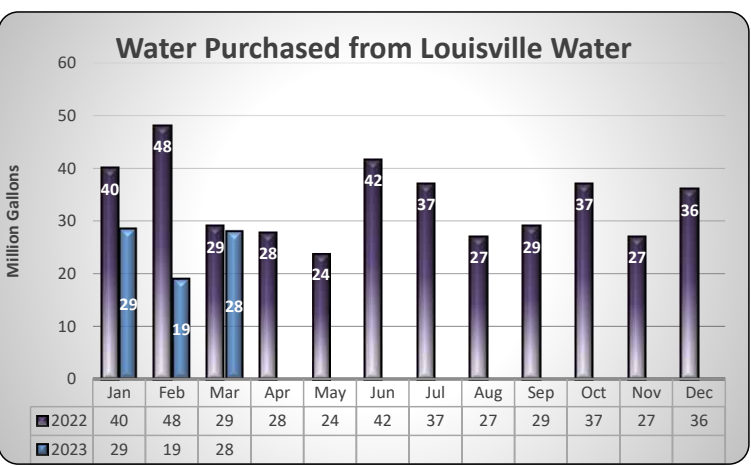 Water Purchased from Louisville Water
Million Gallons
60
50
40
30
20
10
0
40 48 29 28 24 42 37 27 29 37 27 36
29 19 28
Jan Feb Mar Apr May Jun Jul Aug Sep Oct Nov Dec
2022 40 48 29 28 24 42 37 27 29 37 27 36
2023 29 19 28